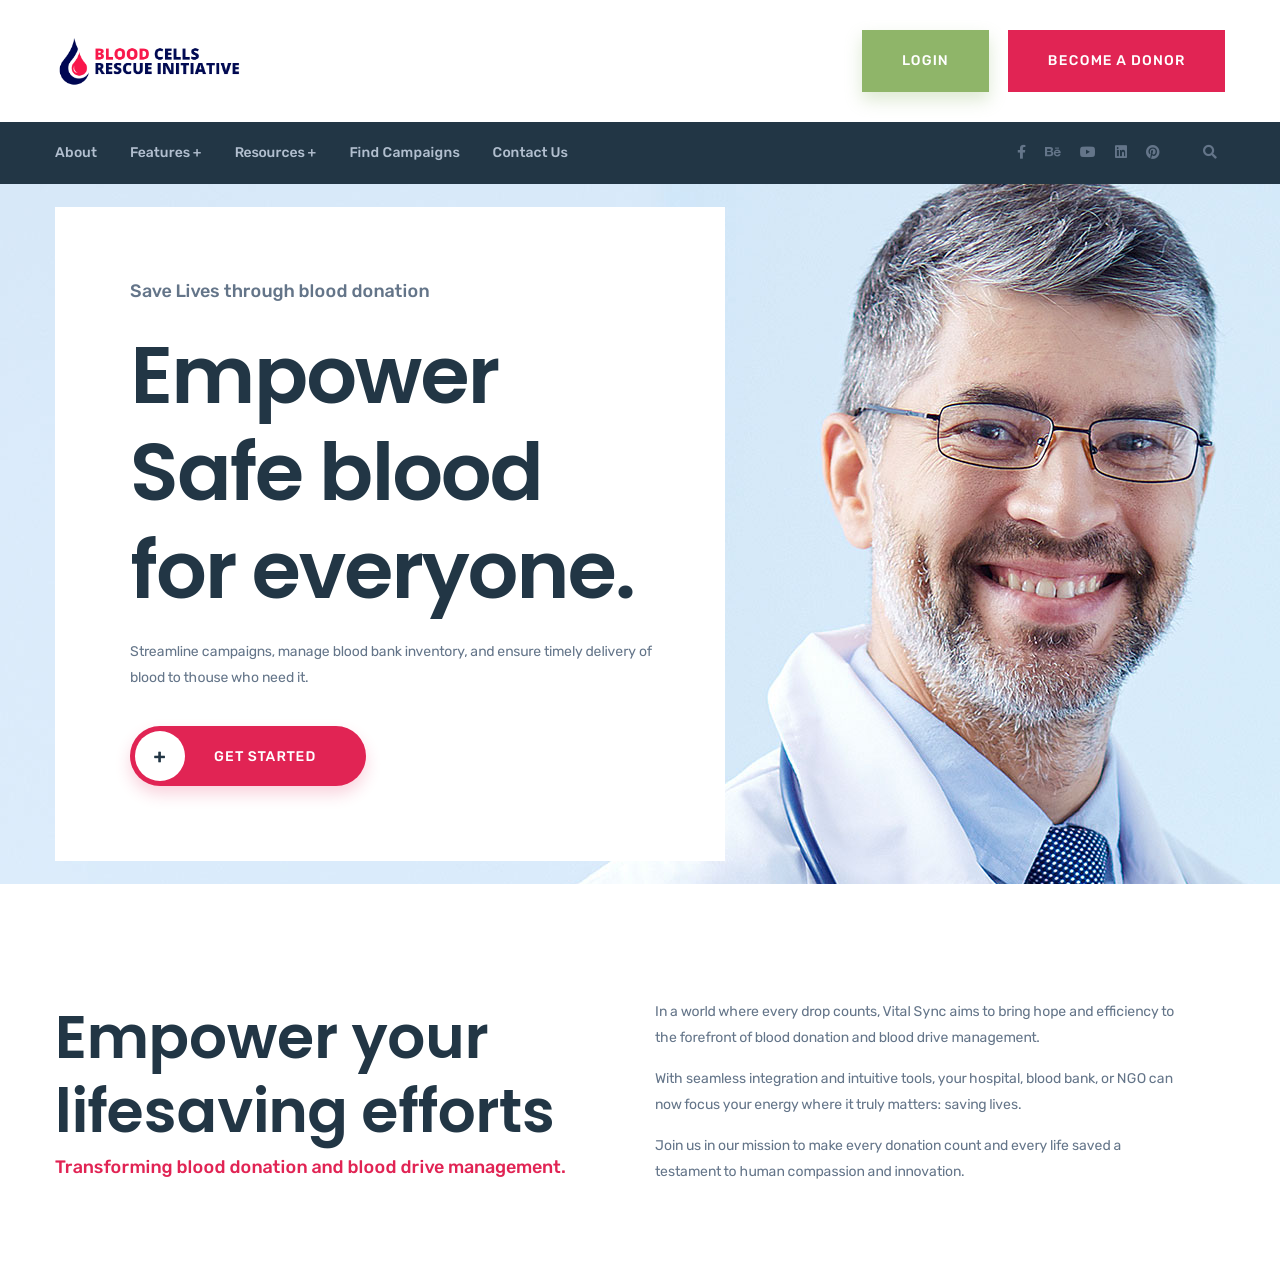 BLOOD CELLS
RESCUE INITIATIVE
LOGIN
BECOME A DONOR
About
Features +
Resources +
Find Campaigns
Contact Us
Bē
Save Lives through blood donation
Empower
Safe blood
for everyone.
Streamline campaigns, manage blood bank inventory, and ensure timely delivery of
blood to thouse who need it.
+
GET STARTED
Empower your
lifesaving efforts
Transforming blood donation and blood drive management.
In a world where every drop counts, Vital Sync aims to bring hope and efficiency to
the forefront of blood donation and blood drive management.
With seamless integration and intuitive tools, your hospital, blood bank, or NGO can
now focus your energy where it truly matters: saving lives.
Join us in our mission to make every donation count and every life saved a
testament to human compassion and innovation.